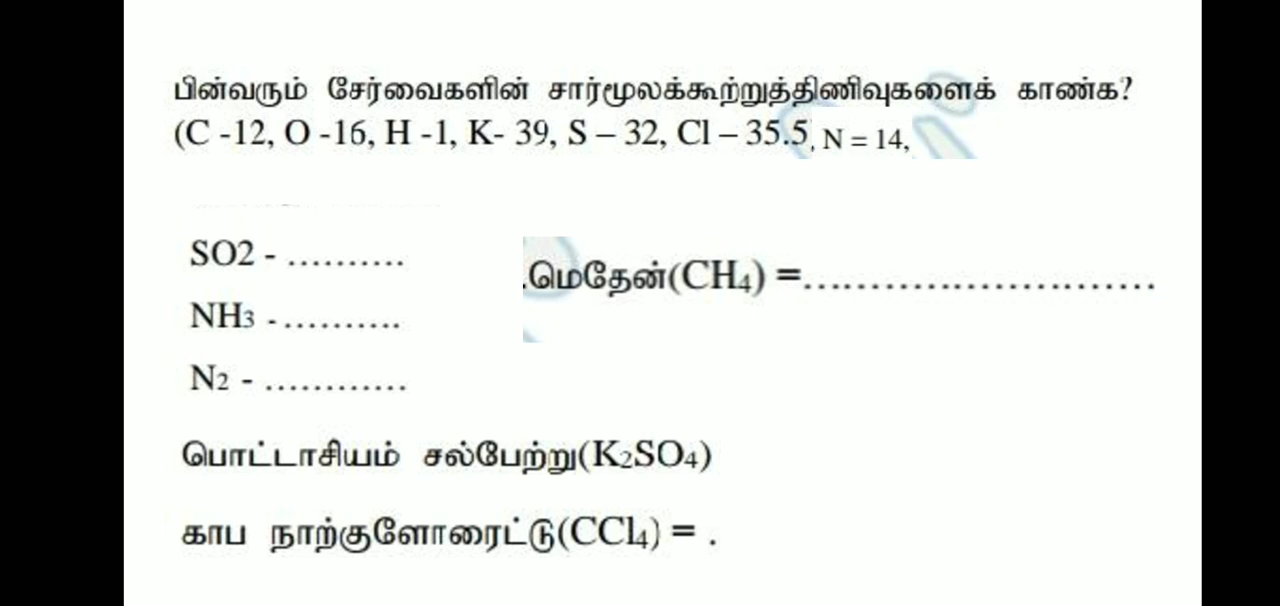 பின்வரும் சேர்வைகளின் சார்மூலக்கூற்றுத்திணிவுகளைக் காண்க?
(C -12, O -16, H -1, K- 39, S – 32, Cl – 35.5, N = 14,
SO2 - ..........
.மெதேன்(CH₄) =...........................
NH₃ -..........
N₂ - ............
பொட்டாசியம் சல்பேற்று(K₂SO₄)
காப நாற்குளோரைட்டு(CCl₄) = .